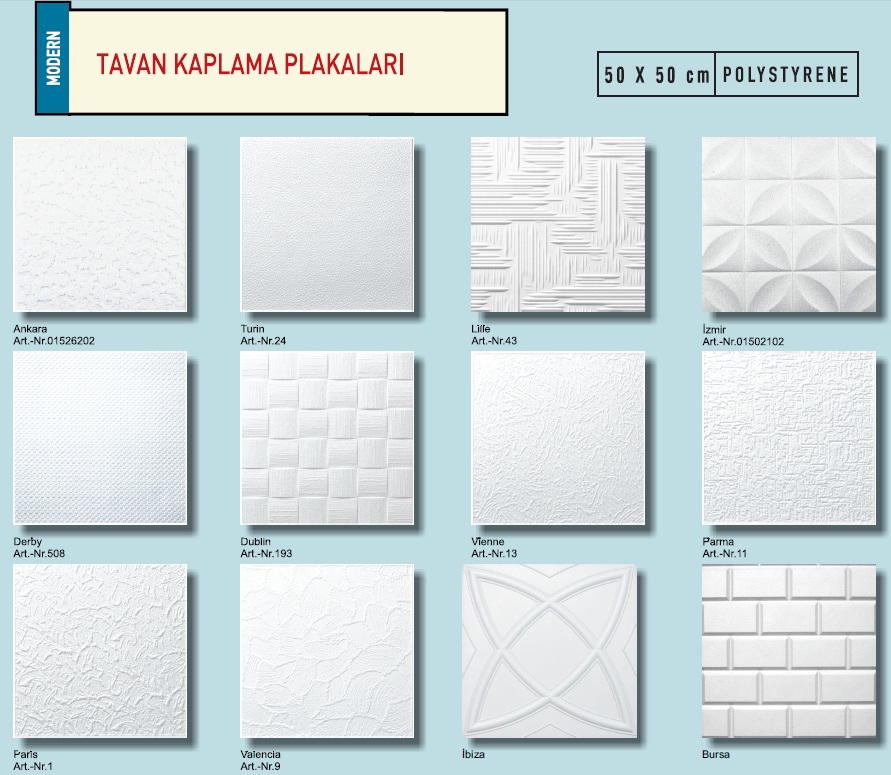 MODERN
TAVAN KAPLAMA PLAKALARI
50 X 50 cm POLYSTYRENE
Ankara
Art.-Nr.01526202
Turin
Art.-Nr.24
Lille
Art.-Nr.43
İzmir
Art.-Nr.01502102
Derby
Art.-Nr.508
Dublin
Art.-Nr.193
Vienne
Art.-Nr.13
Parma
Art.-Nr.11
Paris
Art.-Nr.1
Valencia
Art.-Nr.9
İbiza
Bursa